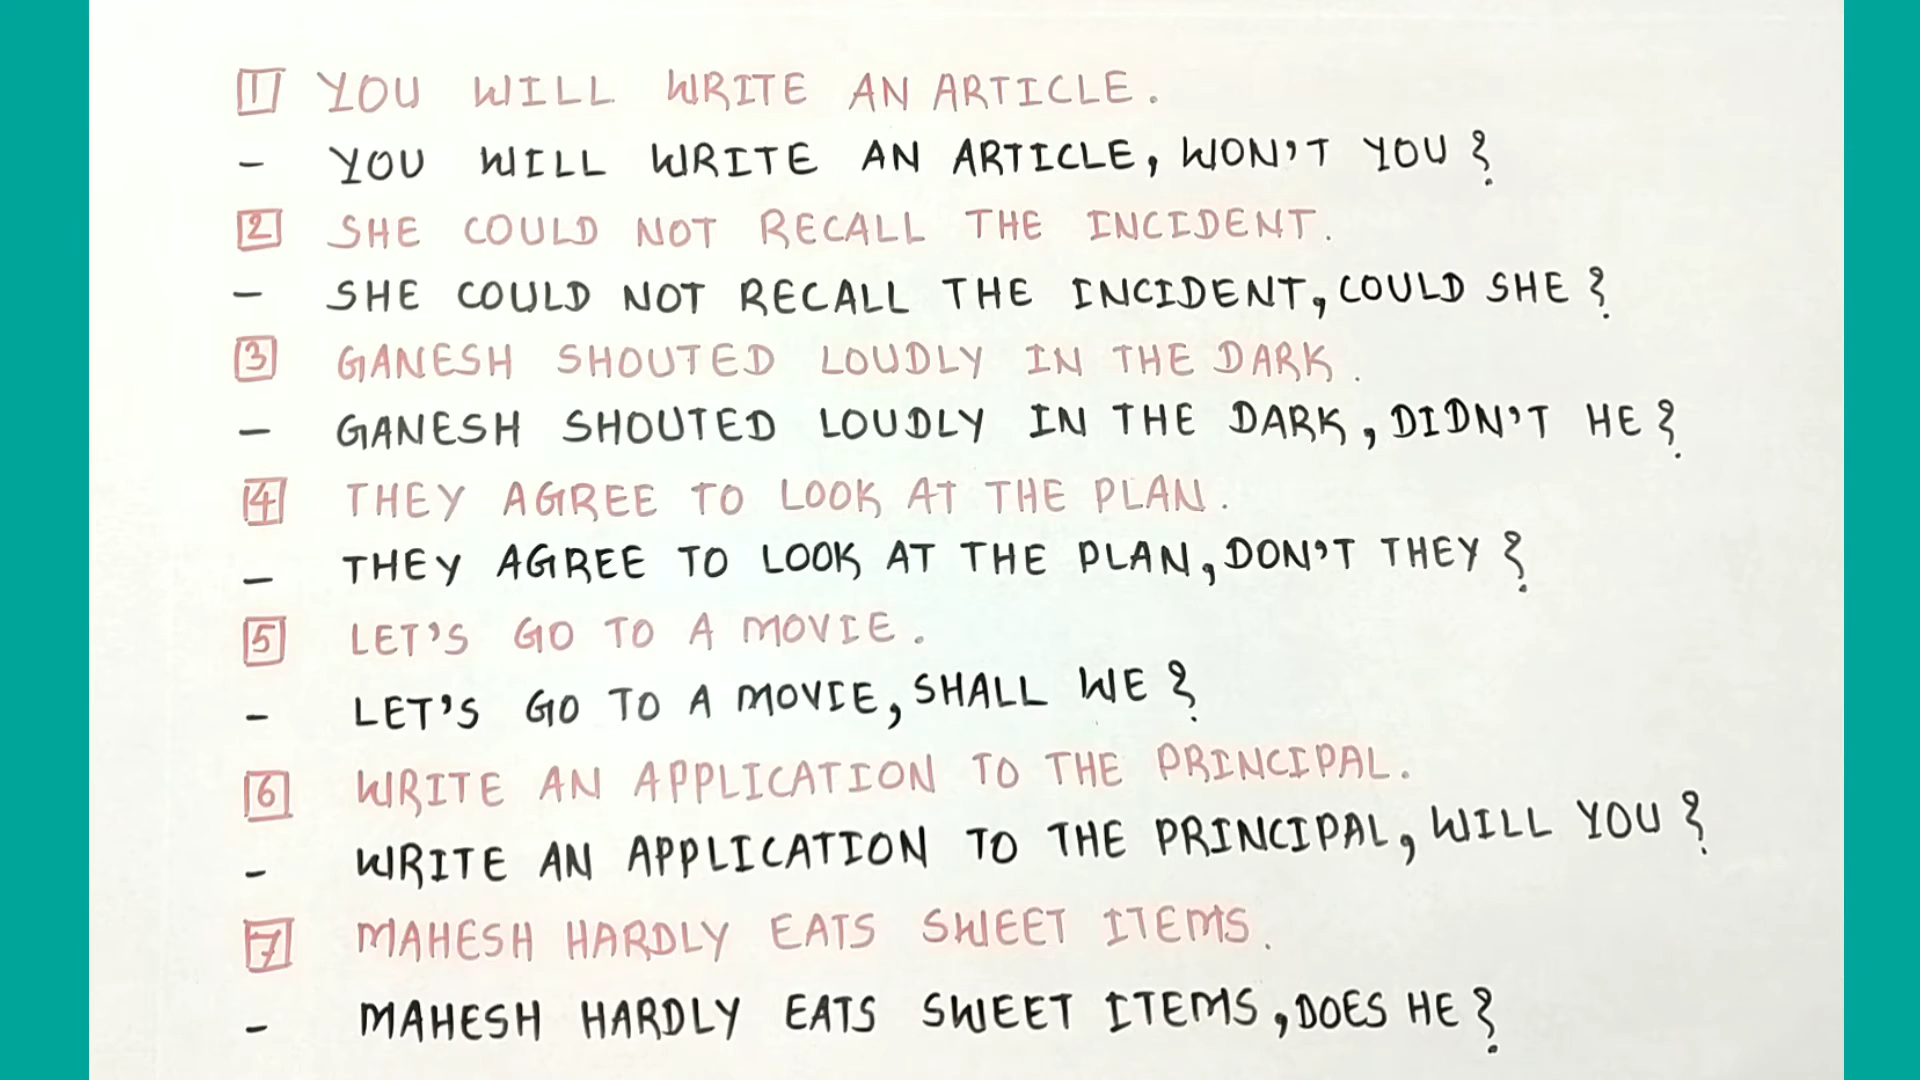 1 YOU WILL WRITE AN ARTICLE.
- YOU WILL WRITE AN ARTICLE, WON'T YOU?
2 SHE COULD NOT RECALL THE INCIDENT.
- SHE COULD NOT RECALL THE INCIDENT, COULD SHE?
3 GANESH SHOUTED LOUDLY IN THE DARK.
- GANESH SHOUTED LOUDLY IN THE DARK, DIDN'T HE?
4 THEY AGREE TO LOOK AT THE PLAN.
- THEY AGREE TO LOOK AT THE PLAN, DON'T THEY?
5 LET'S GO TO A MOVIE.
- LET'S GO TO A MOVIE, SHALL WE?
6 WRITE AN APPLICATION TO THE PRINCIPAL.
- WRITE AN APPLICATION TO THE PRINCIPAL, WILL YOU?
7 MAHESH HARDLY EATS SWEET ITEMS.
- MAHESH HARDLY EATS SWEET ITEMS, DOES HE?